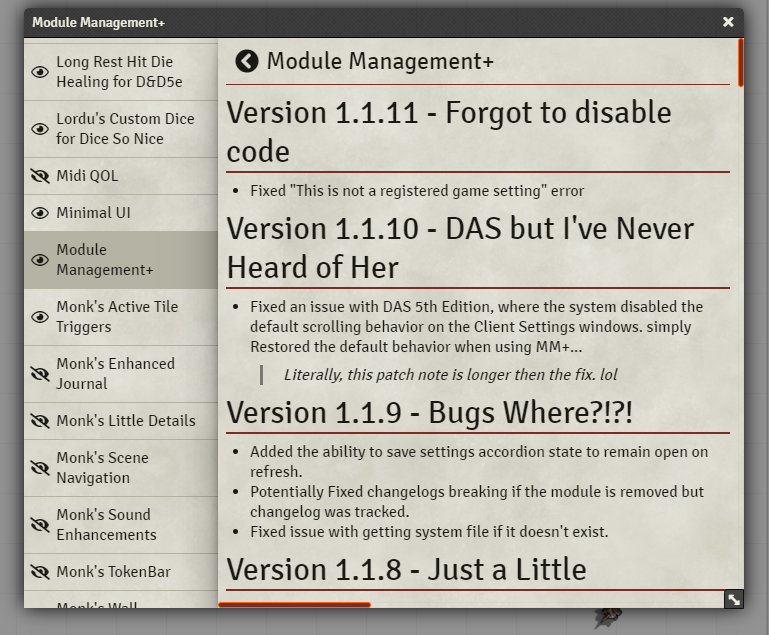 Module Management+
Long Rest Hit Die
Healing for D&D5e
Lordu's Custom Dice
for Dice So Nice
Midi QOL
Minimal UI
Module
Management+
Monk's Active Tile
Triggers
Monk's Enhanced
Journal
Monk's Little Details
Monk's Scene
Navigation
Monk's Sound
Enhancements
Monk's TokenBar
Monk's Wall
Module Management+
Version 1.1.11 - Forgot to disable
code
• Fixed "This is not a registered game setting" error
Version 1.1.10 - DAS but I've Never
Heard of Her
• Fixed an issue with DAS 5th Edition, where the system disabled the
default scrolling behavior on the Client Settings windows. simply
Restored the default behavior when using MM+...
Literally, this patch note is longer then the fix. lol
Version 1.1.9 - Bugs Where?!?!
• Added the ability to save settings accordion state to remain open on
refresh.
• Potentially Fixed changelogs breaking if the module is removed but
changelog was tracked.
• Fixed issue with getting system file if it doesn't exist.
Version 1.1.8 - Just a Little